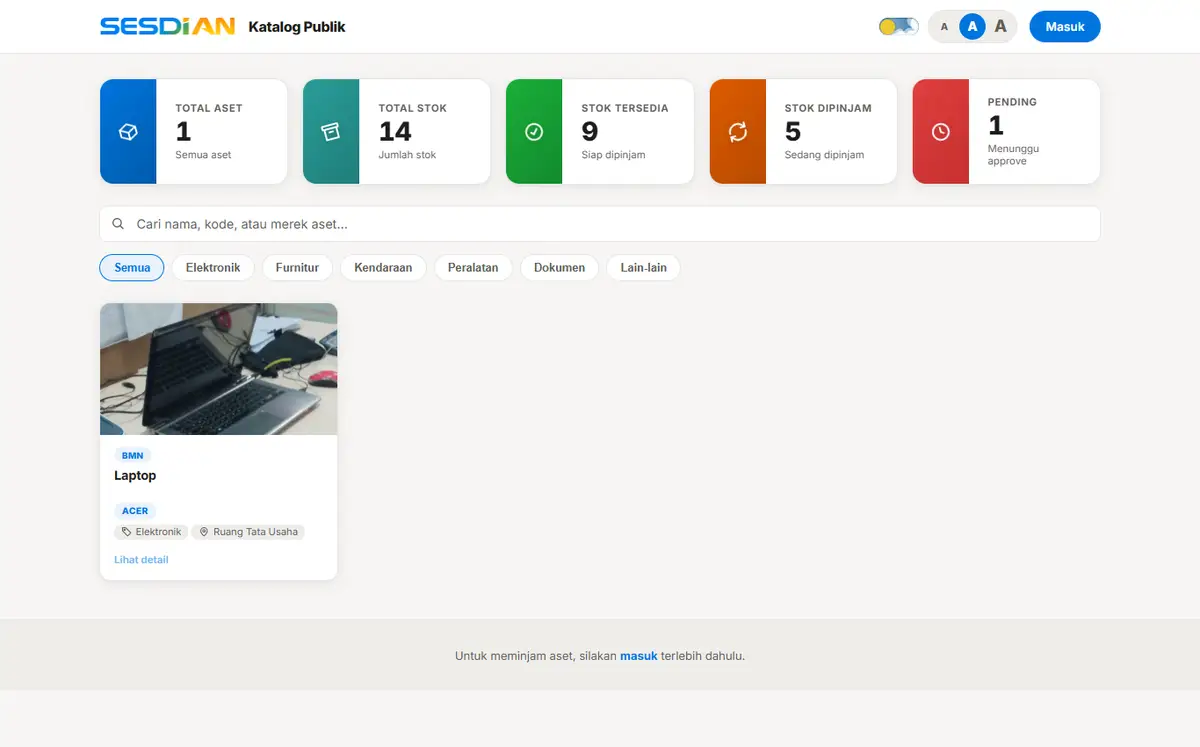 SESDiAN Katalog Publik
A A A
Masuk
TOTAL ASET
1
Semua aset
TOTAL STOK
14
Jumlah stok
STOK TERSEDIA
9
Siap dipinjam
STOK DIPINJAM
5
Sedang dipinjam
PENDING
1
Menunggu
approve
Cari nama, kode, atau merek aset...
Semua Elektronik Furnitur Kendaraan Peralatan Dokumen Lain-lain
BMN
Laptop
ACER
Elektronik Ruang Tata Usaha
Lihat detail
Untuk meminjam aset, silakan masuk terlebih dahulu.